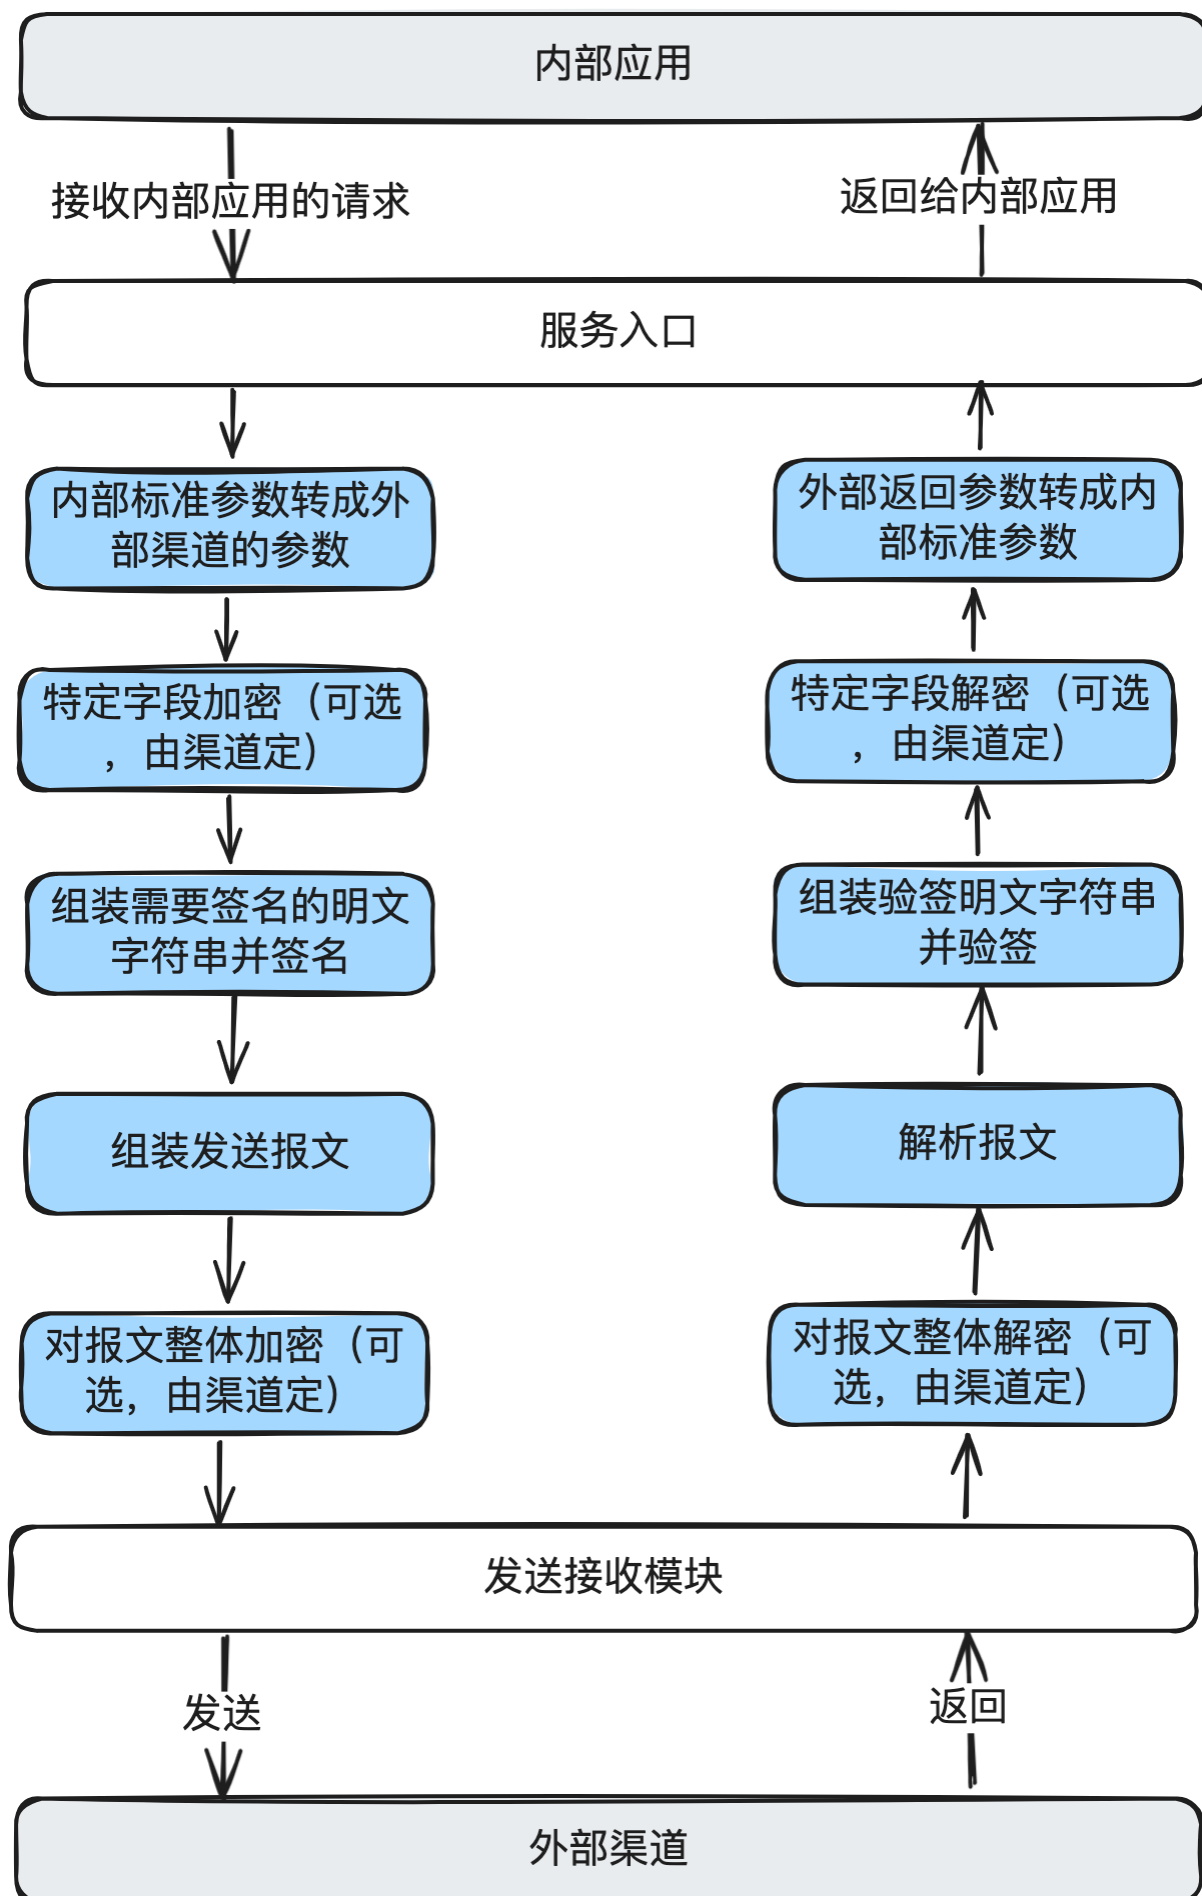 内部应用
接收内部应用的请求
返回给内部应用
服务入口
内部标准参数转成外
部渠道的参数
外部返回参数转成内
部标准参数
特定字段加密（可选
，由渠道定）
特定字段解密（可选
，由渠道定）
组装需要签名的明文
字符串并签名
组装验签明文字符串
并验签
组装发送报文
解析报文
对报文整体加密（可
选，由渠道定）
对报文整体解密（可
选，由渠道定）
发送接收模块
发送
返回
外部渠道